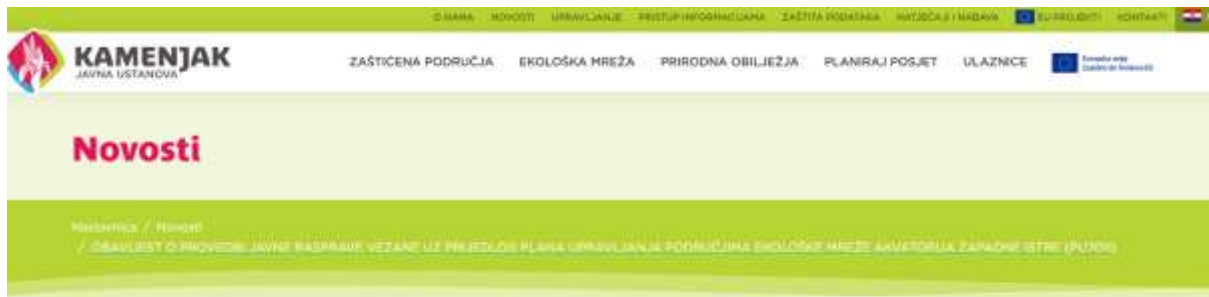 O NAMA NOVOSTI UPRAVLJANJE PRISTUP INFORMACIJAMA ZAŠTITA PODATAKA NATJEČAJI I NABAVA EU PROJEKTI KONTAKTI
KAMENJAK
JAVNA USTANOVA
ZAŠTIĆENA PODRUČJA EKOLOŠKA MREŽA PRIRODNA OBILJEŽJA PLANIRAJ POSJET ULAZNICE
Novosti
Naslovnica / Novosti
/ OBAVIJEST O PROVEDBI JAVNE RASPRAVE VEZANE UZ PRIJEDLOG PLANA UPRAVLJANJA PODRUČJIMA EKOLOŠKE MREŽE AKVATORIJA ZAPADNE ISTRE